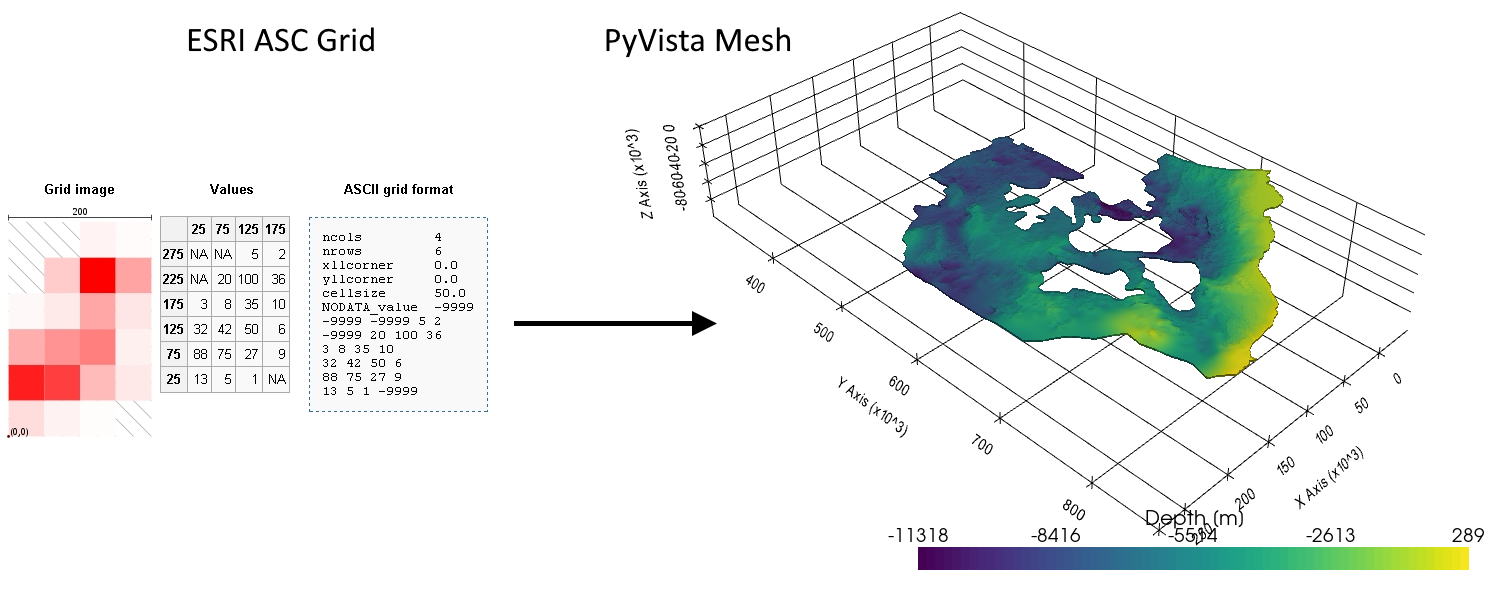 ESRI ASC Grid
PyVista Mesh
Grid image
200
(0,0)
Values
25 75 125 175
275 NA NA 5 2
225 NA 20 100 36
175 3 8 35 10
125 32 42 50 6
75 88 75 27 9
25 13 5 1 NA
ASCII grid format
ncols 4
nrows 6
xllcorner 0.0
yllcorner 0.0
cellsize 50.0
NODATA_value -9999
-9999 -9999 5 2
-9999 20 100 36
3 8 35 10
32 42 50 6
88 75 27 9
13 5 1 -9999
Z Axis (x10^3)
-80 -60 -40 -20 0
400
500
600
700
800
Y Axis (x10^3)
0
50
100
150
200
X Axis (x10^3)
Depth [m]
-11318 -8416 -5514 -2613 289